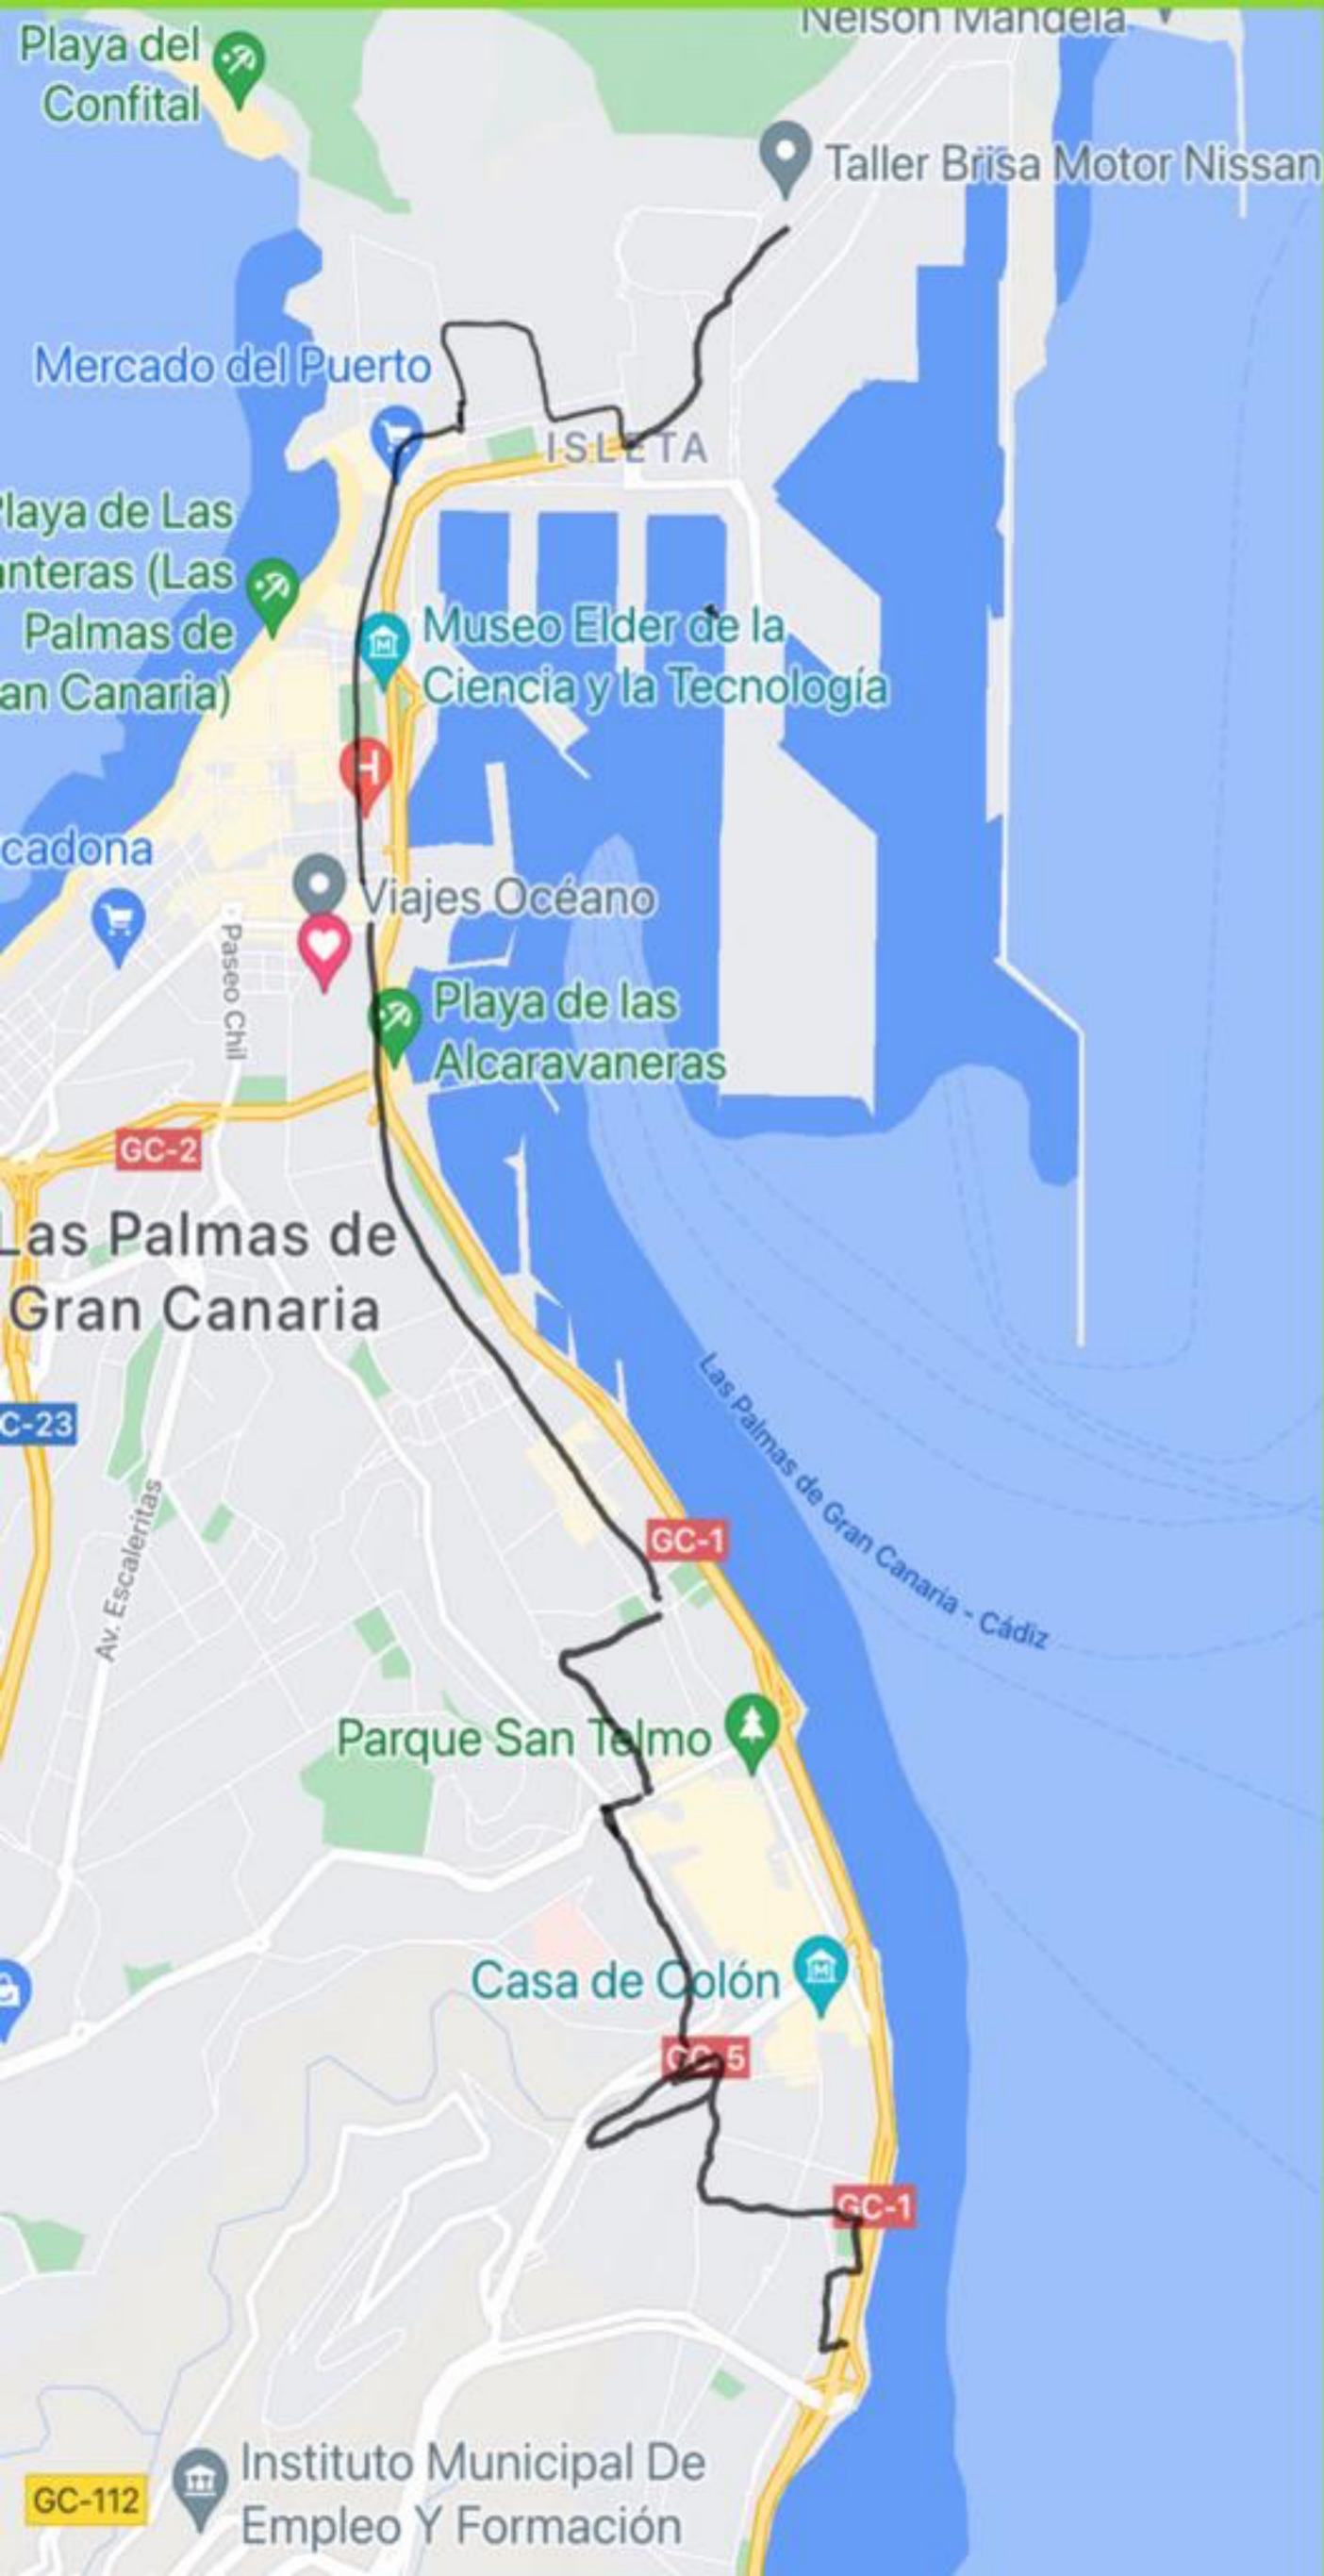 Nelson Mandela
Playa del
Confital
Taller Brisa Motor Nissan
Mercado del Puerto
ISLETA
Playa de Las
anteras (Las
Palmas de
an Canaria)
Museo Elder de la
Ciencia y la Tecnología
cadona
Viajes Océano
Paseo Chil
Playa de las
Alcaravaneras
GC-2
Las Palmas de
Gran Canaria
C-23
Las Palmas de Gran Canaria - Cádiz
Av. Escaleritas
GC-1
Parque San Telmo
Casa de Colón
GC-5
GC-1
Instituto Municipal De
Empleo Y Formación
GC-112